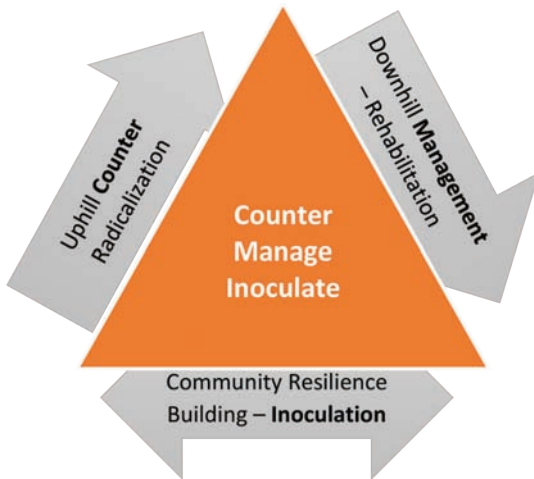 Uphill Counter
Radicalization
Downhill Management
– Rehabilitation
Counter
Manage
Inoculate
Community Resilience
Building – Inoculation